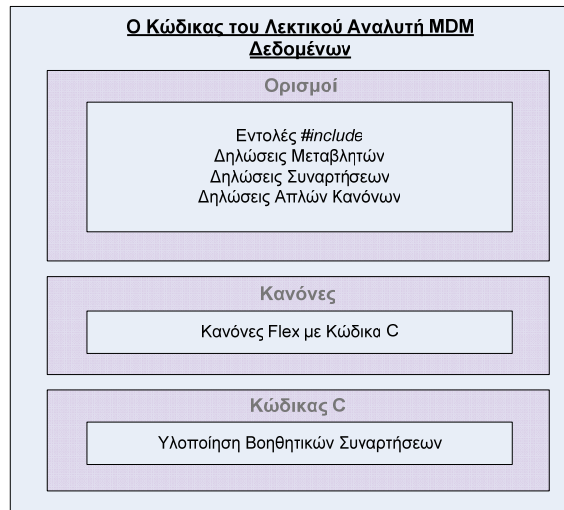 Ο Κώδικας του Λεκτικού Αναλυτή MDM
Δεδομένων
Ορισμοί
Εντολές #include
Δηλώσεις Μεταβλητών
Δηλώσεις Συναρτήσεων
Δηλώσεις Απλών Κανόνων
Κανόνες
Κανόνες Flex με Κώδικα C
Κώδικας C
Υλοποίηση Βοηθητικών Συναρτήσεων